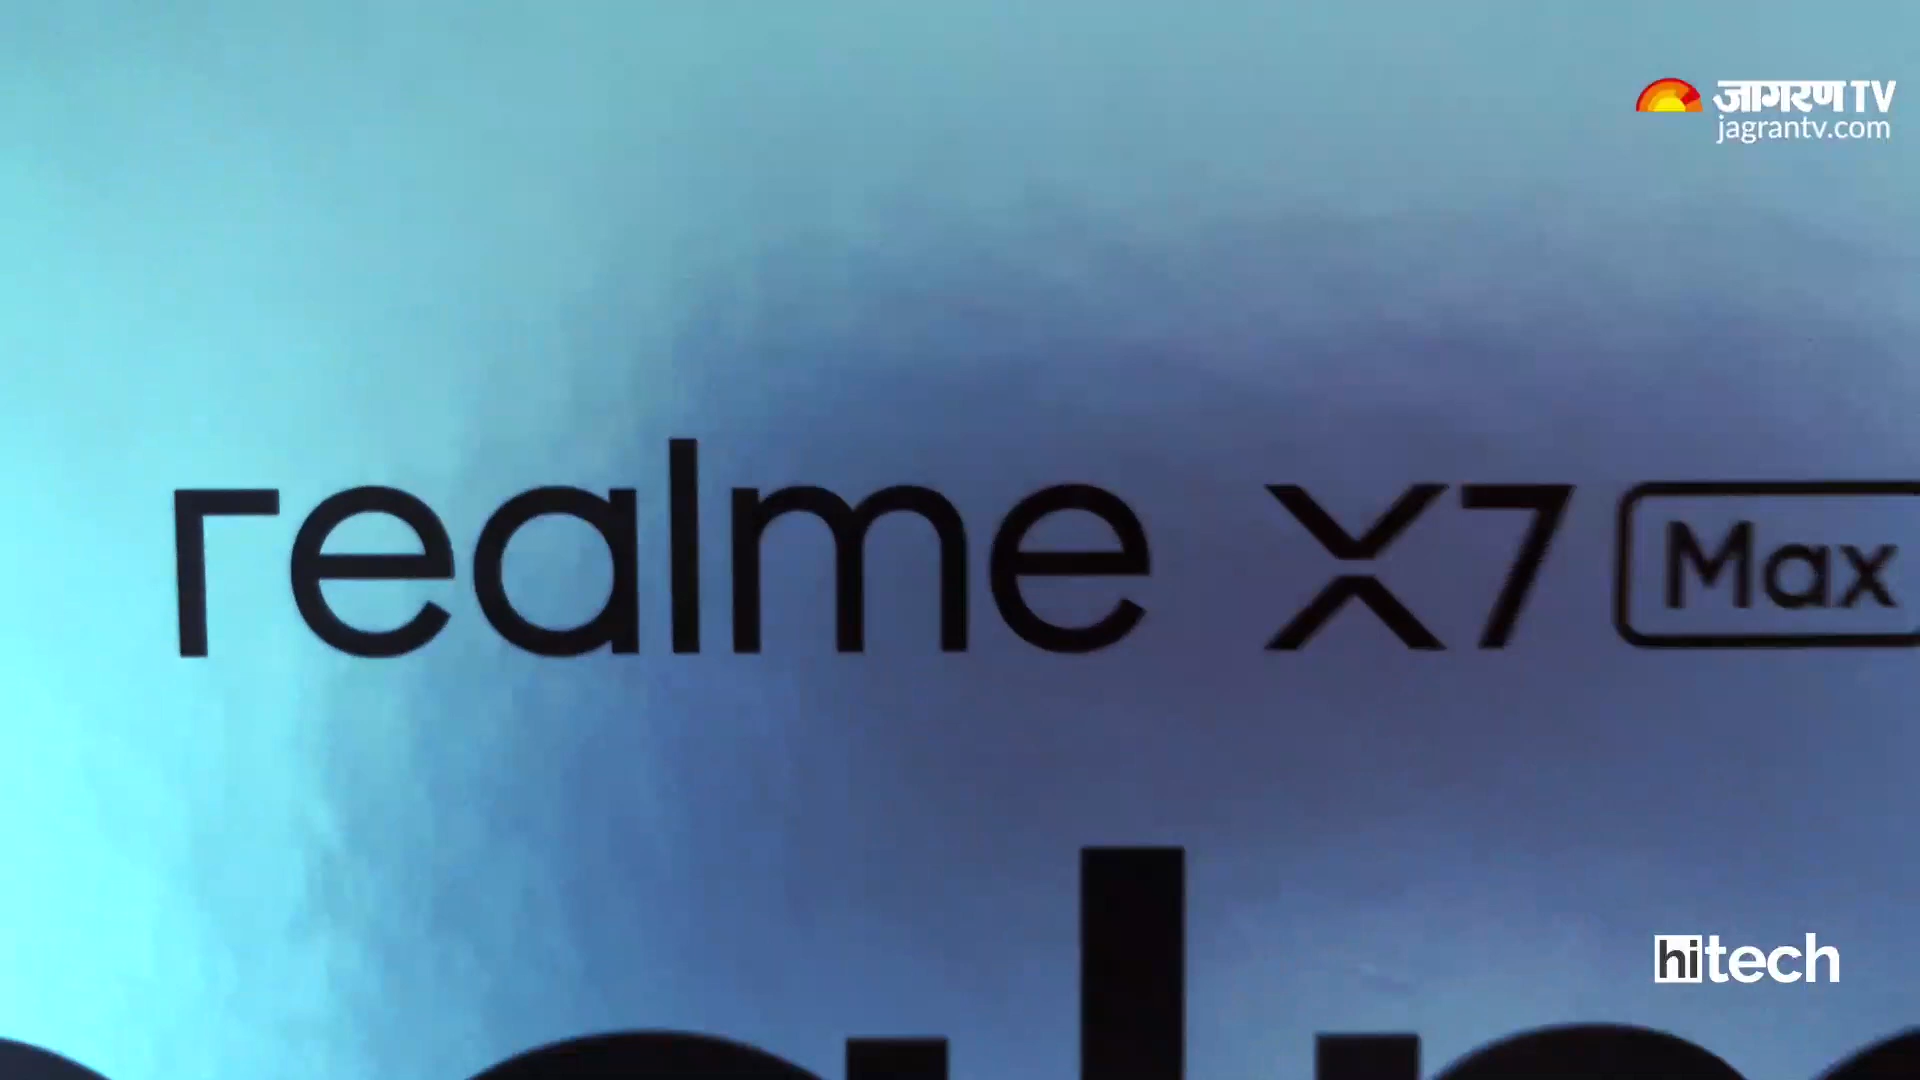 जागरण TV
jagrantv.com
realme X7 Max
hitech